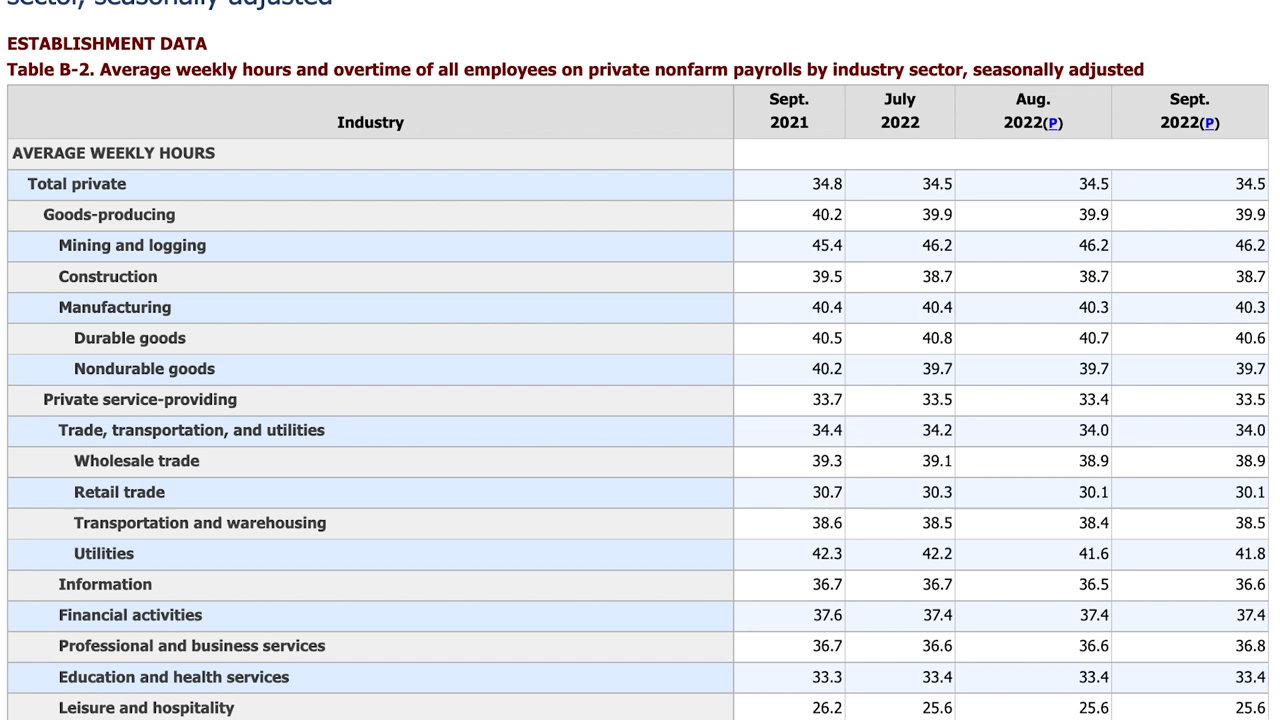 sector, seasonally adjusted
ESTABLISHMENT DATA
Table B-2. Average weekly hours and overtime of all employees on private nonfarm payrolls by industry sector, seasonally adjusted
Industry Sept. 2021 July 2022 Aug. 2022(P) Sept. 2022(P)
AVERAGE WEEKLY HOURS
Total private 34.8 34.5 34.5 34.5
Goods-producing 40.2 39.9 39.9 39.9
Mining and logging 45.4 46.2 46.2 46.2
Construction 39.5 38.7 38.7 38.7
Manufacturing 40.4 40.4 40.3 40.3
Durable goods 40.5 40.8 40.7 40.6
Nondurable goods 40.2 39.7 39.7 39.7
Private service-providing 33.7 33.5 33.4 33.5
Trade, transportation, and utilities 34.4 34.2 34.0 34.0
Wholesale trade 39.3 39.1 38.9 38.9
Retail trade 30.7 30.3 30.1 30.1
Transportation and warehousing 38.6 38.5 38.4 38.5
Utilities 42.3 42.2 41.6 41.8
Information 36.7 36.7 36.5 36.6
Financial activities 37.6 37.4 37.4 37.4
Professional and business services 36.7 36.6 36.6 36.8
Education and health services 33.3 33.4 33.4 33.4
Leisure and hospitality 26.2 25.6 25.6 25.6